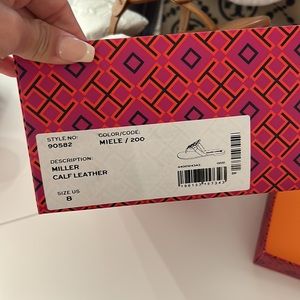 STYLE NO: COLOR/CODE:
90582 MIELE / 200
DESCRIPTION:
MILLER
CALF LEATHER
SIZE US
8